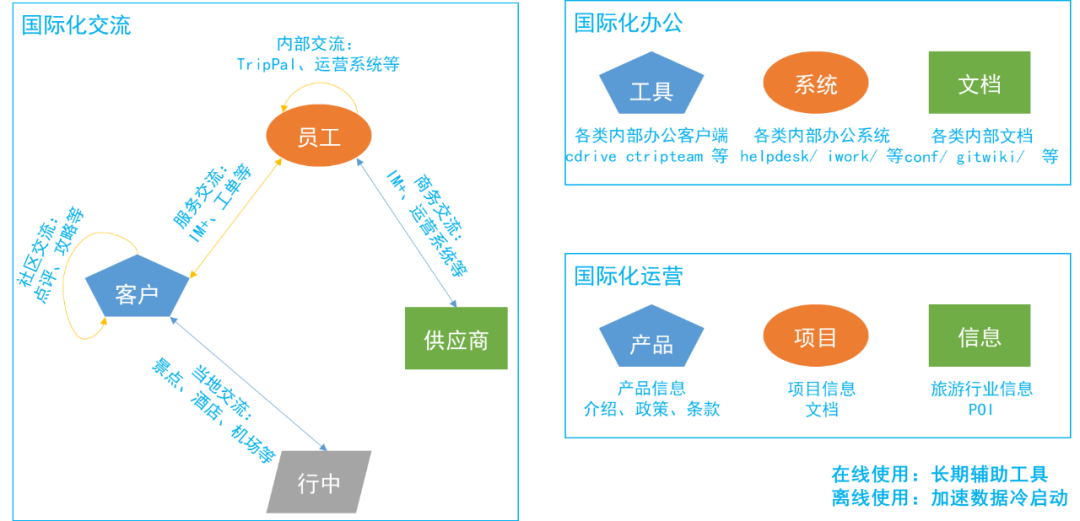 国际化交流
内部交流：
TripPal、运营系统等
员工
服务交流：
IM+、工单等
商务交流：
IM+、运营系统等
社区交流：
点评、攻略等
客户
供应商
当地交流：
景点、酒店、机场等
行中
国际化办公
工具
系统
文档
各类内部办公客户端
cdrive ctripteam 等
各类内部办公系统
helpdesk/ iwork/ 等
各类内部文档
conf/ gitwiki/ 等
国际化运营
产品
项目
信息
产品信息
介绍、政策、条款
项目信息
文档
旅游行业信息
POI
在线使用：长期辅助工具
离线使用：加速数据冷启动